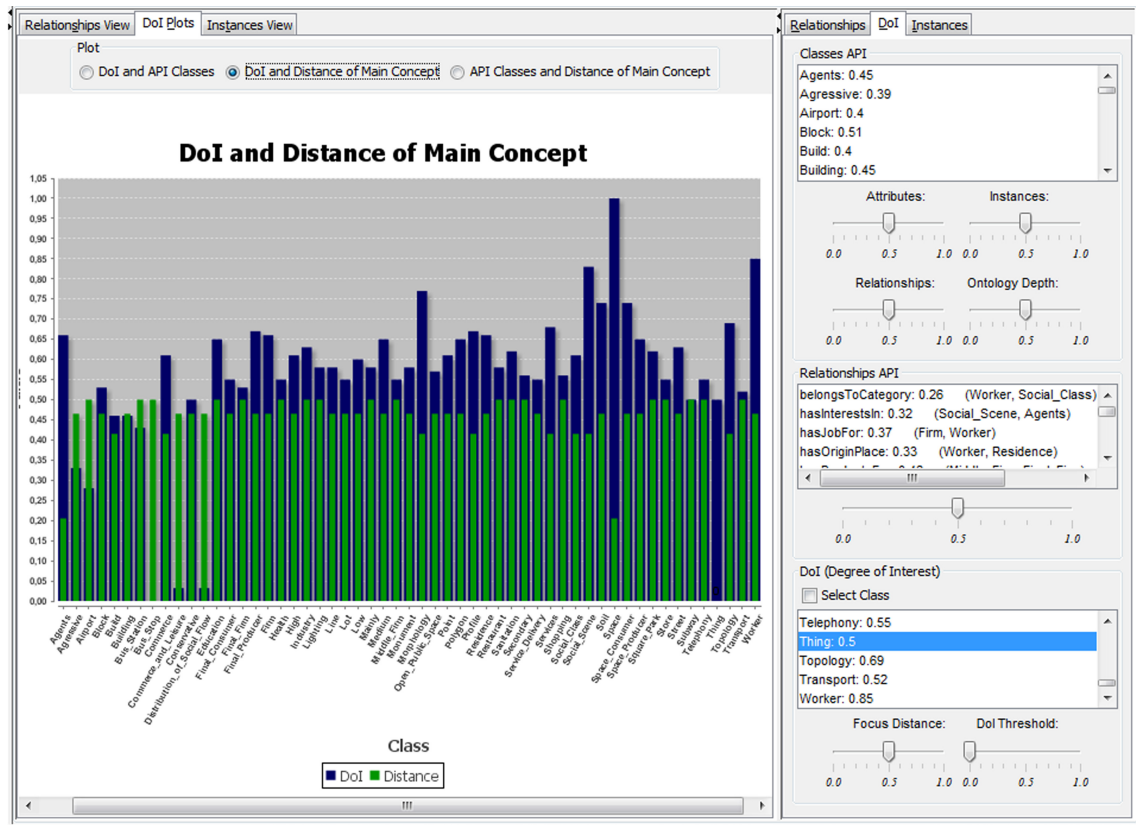 Relationships View
DoI Plots
Instances View
Plot
DoI and API Classes
DoI and Distance of Main Concept
API Classes and Distance of Main Concept
DoI and Distance of Main Concept
1,05
1,00
0,95
0,90
0,85
0,80
0,75
0,70
0,65
0,60
0,55
0,50
0,45
0,40
0,35
0,30
0,25
0,20
0,15
0,10
0,05
0,00
Agents
Agressive
Airport
Block
Build
Building
Bus_Station
Bus_Stop
Commerce
Commerce_and_Leisure
Conservative
Distribution_of_Social_Flow
Education
Final_Consumer
Final_Firm
Final_Producer
Firm
Health
High
Industry
Lighting
Line
Lot
Low
Mainly
Medium
Middle_Firm
Monument
Morphology
Open_Public_Space
Point
Polygon
Profile
Residence
Restaurant
Sanitation
Secondary
Service_Delivery
Services
Shopping
Social_Class
Social_Scene
Soil
Space
Space_Consumer
Space_Producer
Square_Park
Store
Street
Subway
Telephony
Thing
Topology
Transport
Worker
Class
DoI
Distance
Relationships
DoI
Instances
Classes API
Agents: 0.45
Agressive: 0.39
Airport: 0.4
Block: 0.51
Build: 0.4
Building: 0.45
Attributes: Instances:
0.0 0.5 1.0 0.0 0.5 1.0
Relationships: Ontology Depth:
0.0 0.5 1.0 0.0 0.5 1.0
Relationships API
belongsToCategory: 0.26 (Worker, Social_Class)
hasInterestsIn: 0.32 (Social_Scene, Agents)
hasJobFor: 0.37 (Firm, Worker)
hasOriginPlace: 0.33 (Worker, Residence)
0.0 0.5 1.0
DoI (Degree of Interest)
Select Class
Telephony: 0.55
Thing: 0.5
Topology: 0.69
Transport: 0.52
Worker: 0.85
Focus Distance: DoI Threshold:
0.0 0.5 1.0 0.0 0.5 1.0